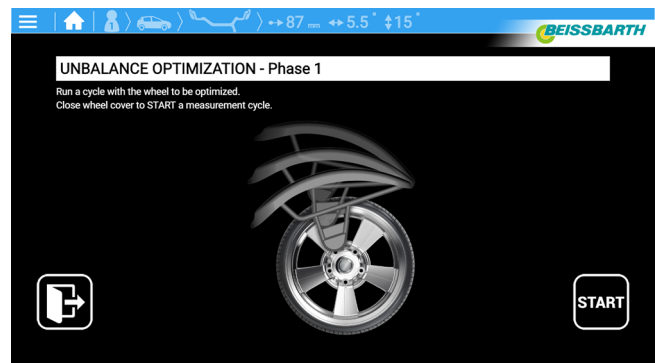 87 mm 5.5° 15°
BEISSBARTH
UNBALANCE OPTIMIZATION - Phase 1
Run a cycle with the wheel to be optimized.
Close wheel cover to START a measurement cycle.
START